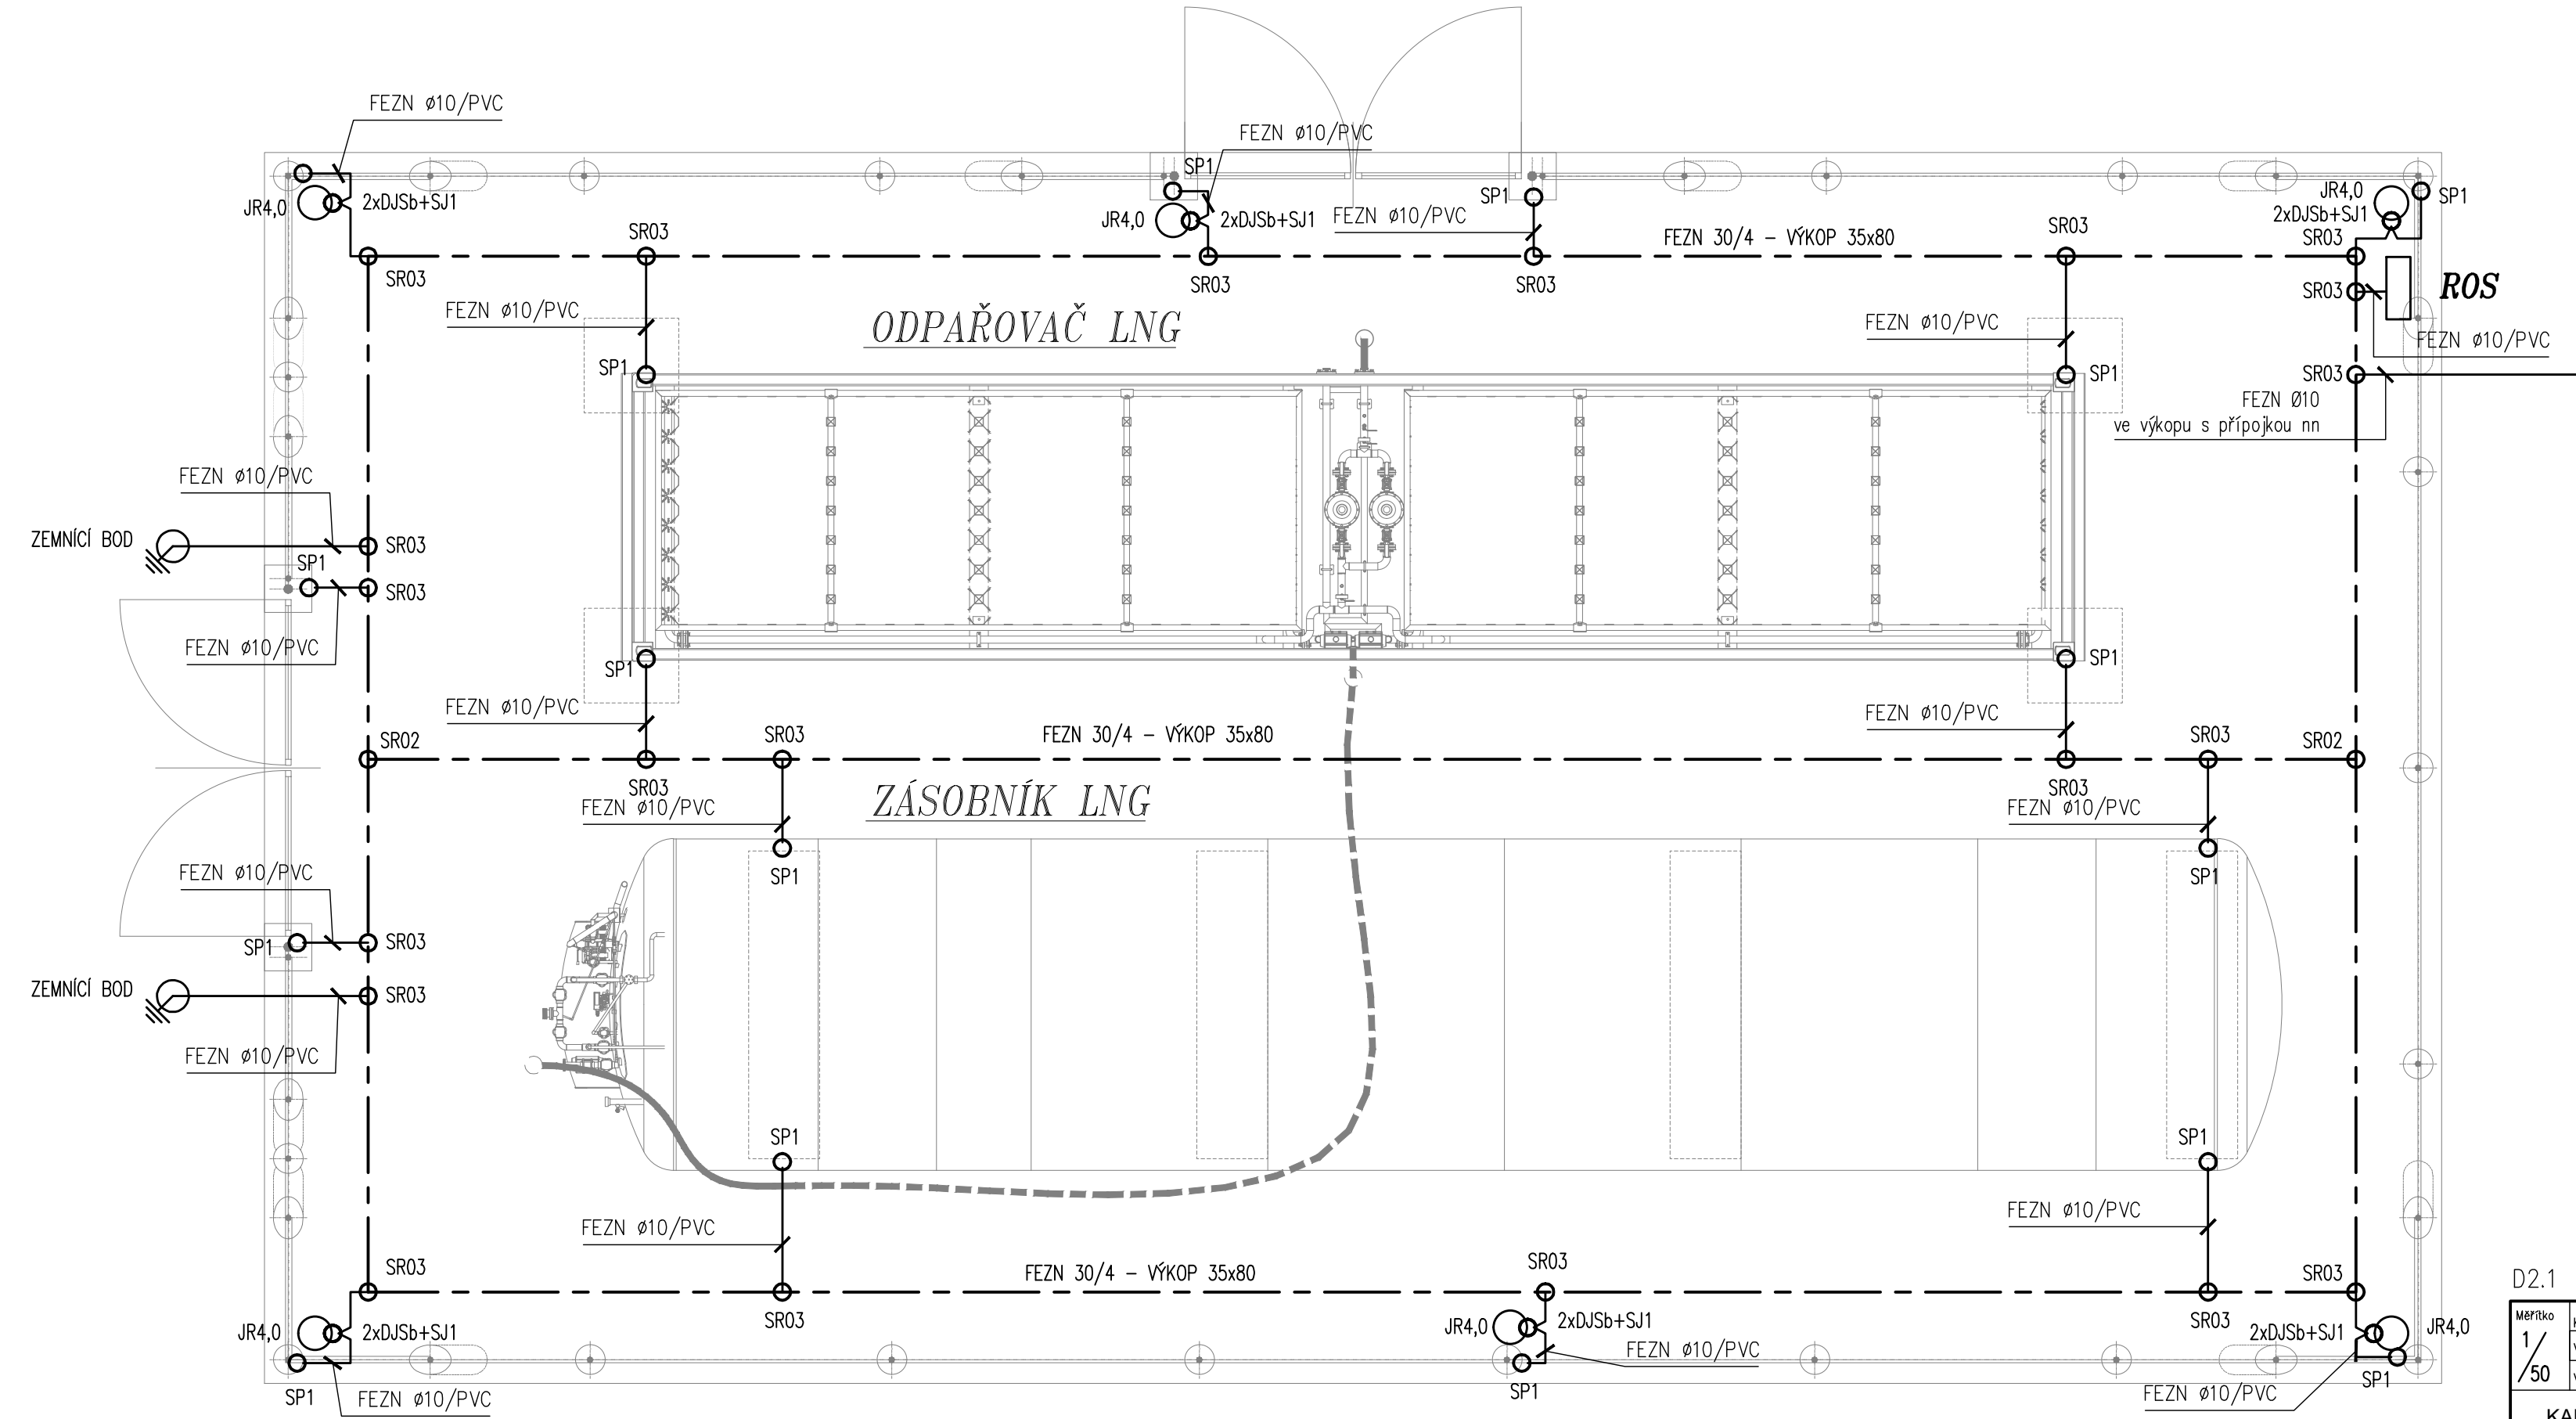 FEZN ø10/PVC
FEZN ø10/PVC
SP1
SP1
JR4,0
2xDJSb+SJ1
JR4,0
2xDJSb+SJ1
FEZN ø10/PVC
JR4,0
SP1
2xDJSb+SJ1
SR03
FEZN 30/4 - VÝKOP 35x80
SR03
SR03
SR03
SR03
SR03
SR03
ROS
FEZN ø10/PVC
ODPAŘOVAČ LNG
FEZN ø10/PVC
FEZN ø10/PVC
SP1
SP1
SR03
FEZN Ø10
ve výkopu s přípojkou nn
FEZN ø10/PVC
ZEMNÍCÍ BOD
SR03
SP1
SR03
FEZN ø10/PVC
SP1
SP1
FEZN ø10/PVC
FEZN ø10/PVC
SR02
SR03
FEZN 30/4 - VÝKOP 35x80
SR03
SR02
SR03
SR03
FEZN ø10/PVC
ZÁSOBNÍK LNG
FEZN ø10/PVC
FEZN ø10/PVC
SP1
SP1
SP1
SR03
ZEMNÍCÍ BOD
SR03
FEZN ø10/PVC
SP1
SP1
FEZN ø10/PVC
FEZN ø10/PVC
SR03
FEZN 30/4 - VÝKOP 35x80
SR03
SR03
D2.1
SR03
SR03
JR4,0
2xDJSb+SJ1
JR4,0
2xDJSb+SJ1
2xDJSb+SJ1
JR4,0
Měřítko
1/50
FEZN ø10/PVC
SP1
FEZN ø10/PVC
SP1
SP1
FEZN ø10/PVC